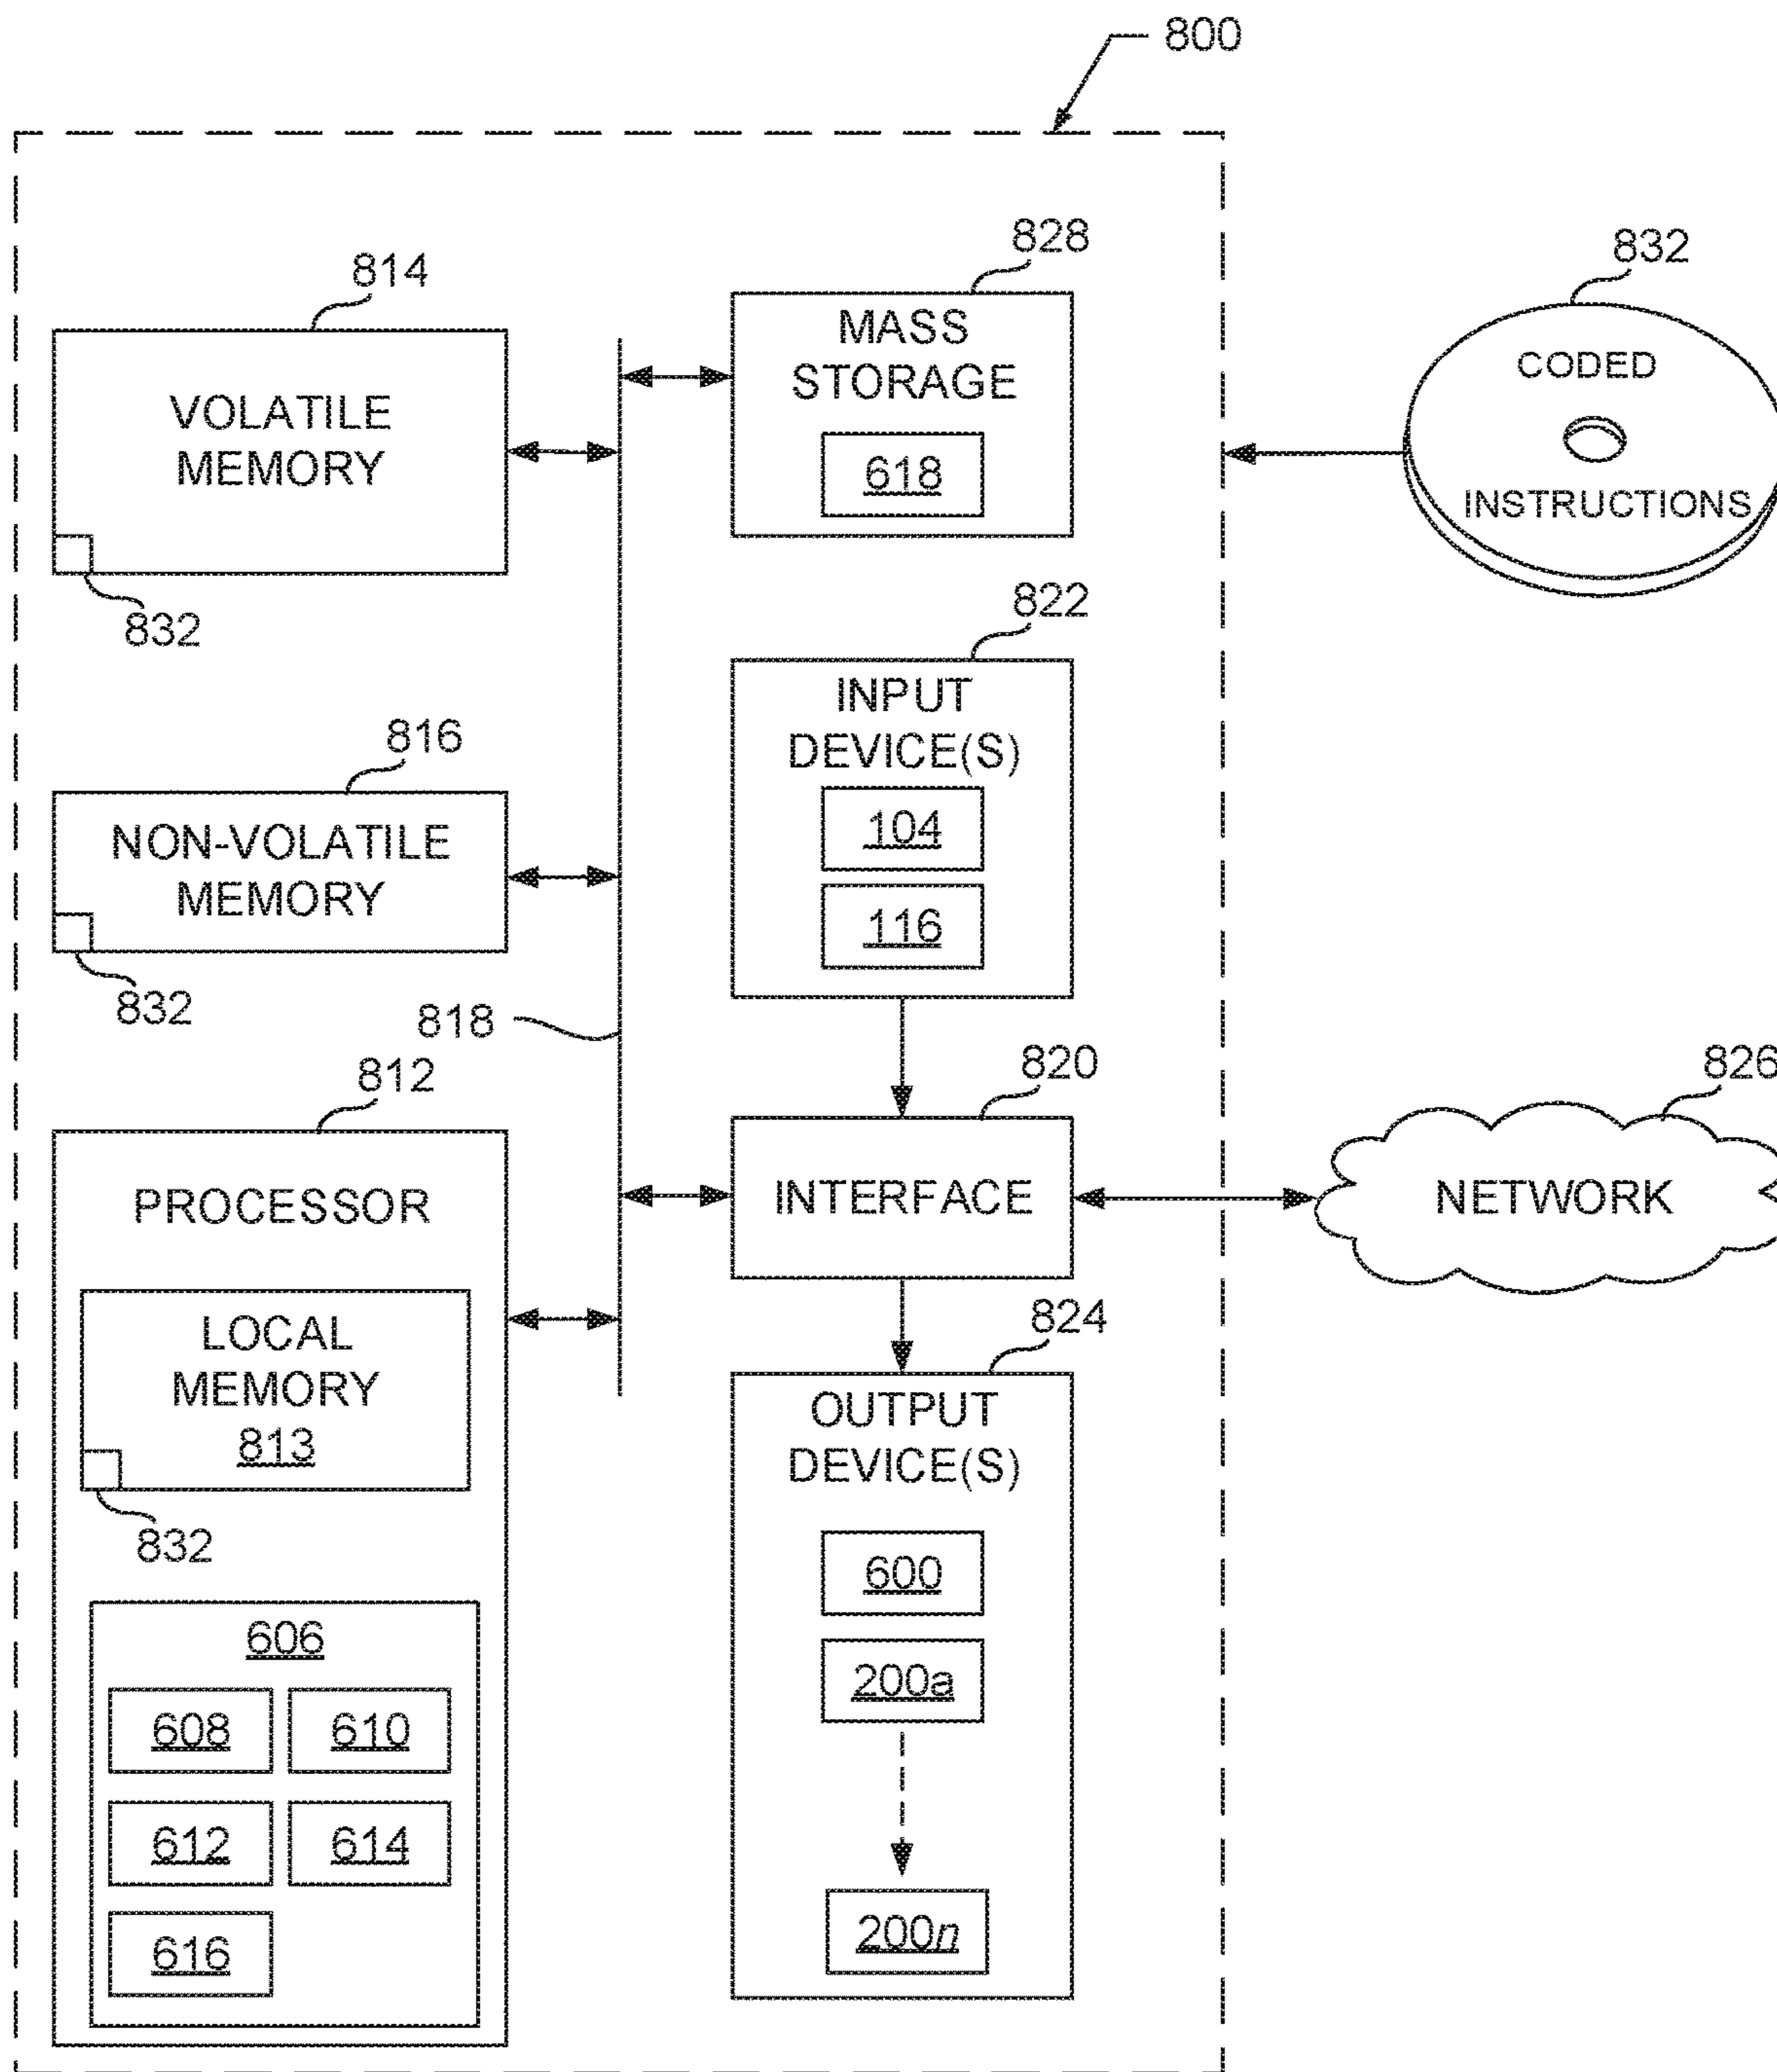 800
814
VOLATILE
MEMORY
832
828
MASS
STORAGE
618
832
CODED
INSTRUCTIONS
822
INPUT
DEVICE(S)
104
116
816
NON-VOLATILE
MEMORY
832
818
812
PROCESSOR
LOCAL
MEMORY
813
832
606
608 610
612 614
616
820
INTERFACE
826
NETWORK
824
OUTPUT
DEVICE(S)
600
200a
200n